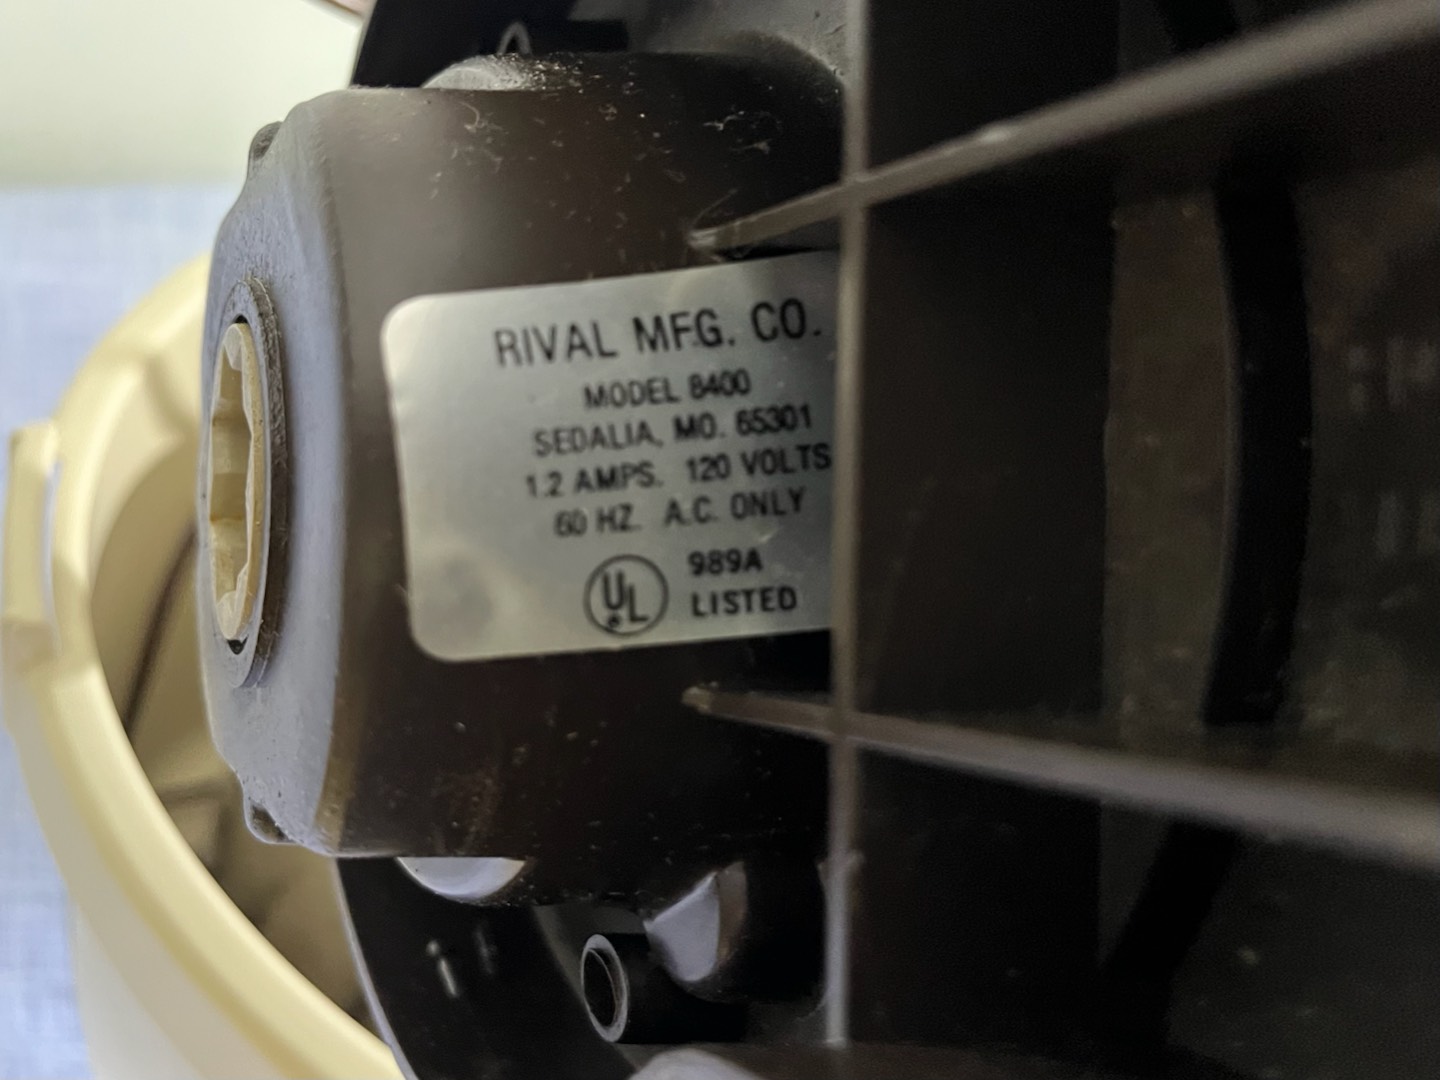 RIVAL MFG. CO.
MODEL 8400
SEDALIA, MO. 65301
1.2 AMPS. 120 VOLTS
60 HZ. A.C. ONLY
UL 989A
LISTED